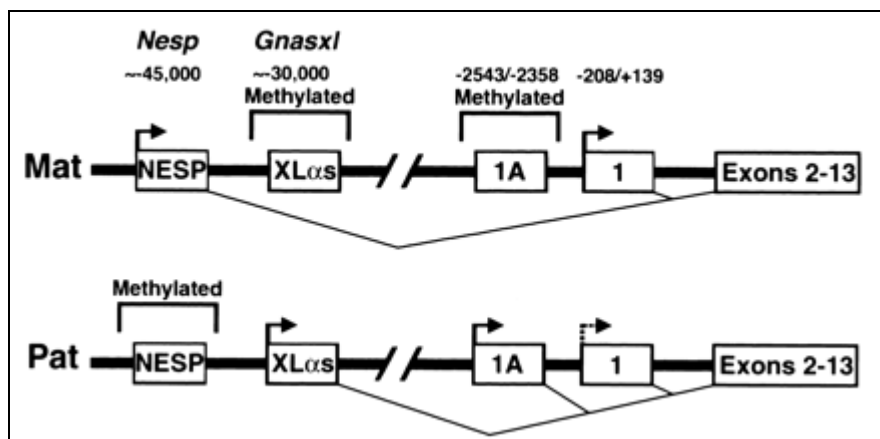 Nesp Gnasxl
~-45,000 ~-30,000 -2543/-2358 -208/+139
Methylated Methylated
Mat NESP XLαs 1A 1 Exons 2-13
Methylated
Pat NESP XLαs 1A 1 Exons 2-13